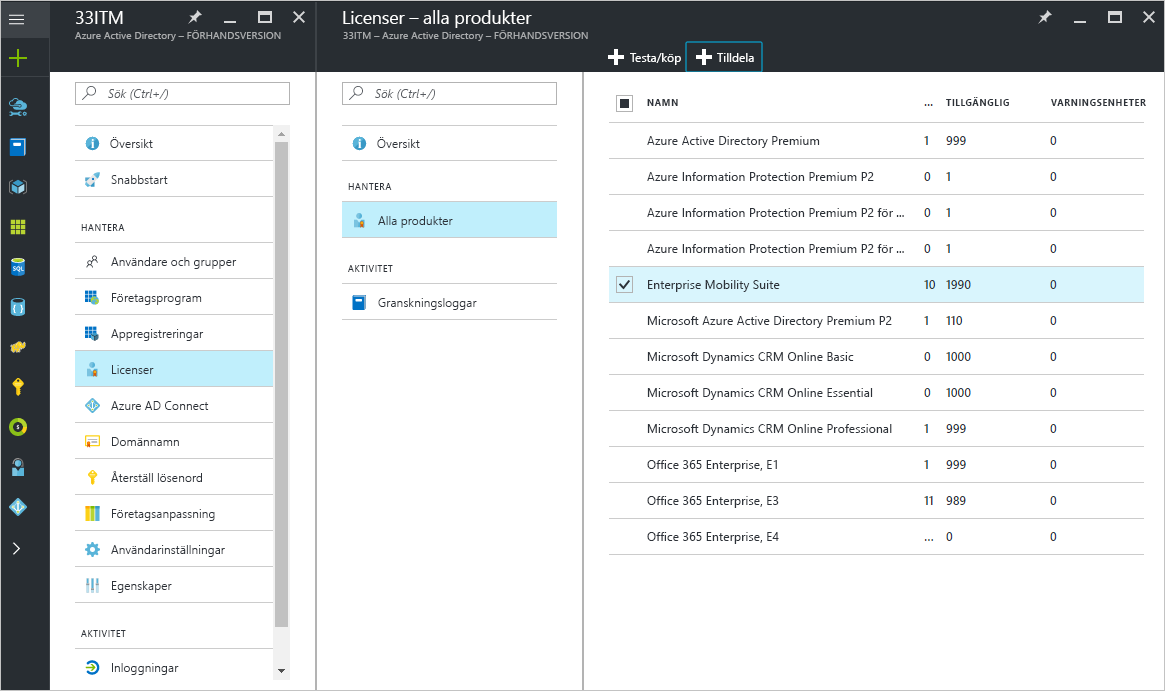 33ITM
Azure Active Directory – FÖRHANDSVERSION
Sök (Ctrl+/)
Översikt
Snabbstart
HANTERA
Användare och grupper
Företagsprogram
Appregistreringar
Licenser
Azure AD Connect
Domännamn
Återställ lösenord
Företagsanpassning
Användarinställningar
Egenskaper
AKTIVITET
Inloggningar
Licenser – alla produkter
33ITM – Azure Active Directory – FÖRHANDSVERSION
Testa/köp Tilldela
Sök (Ctrl+/)
Översikt
HANTERA
Alla produkter
AKTIVITET
Granskningsloggar
NAMN ... TILLGÄNGLIG VARNINGSENHETER
Azure Active Directory Premium 1 999 0
Azure Information Protection Premium P2 0 1 0
Azure Information Protection Premium P2 för ... 0 1 0
Azure Information Protection Premium P2 för ... 0 1 0
Enterprise Mobility Suite 10 1990 0
Microsoft Azure Active Directory Premium P2 1 110 0
Microsoft Dynamics CRM Online Basic 0 1000 0
Microsoft Dynamics CRM Online Essential 0 1000 0
Microsoft Dynamics CRM Online Professional 1 999 0
Office 365 Enterprise, E1 1 999 0
Office 365 Enterprise, E3 11 989 0
Office 365 Enterprise, E4 ... 0 0